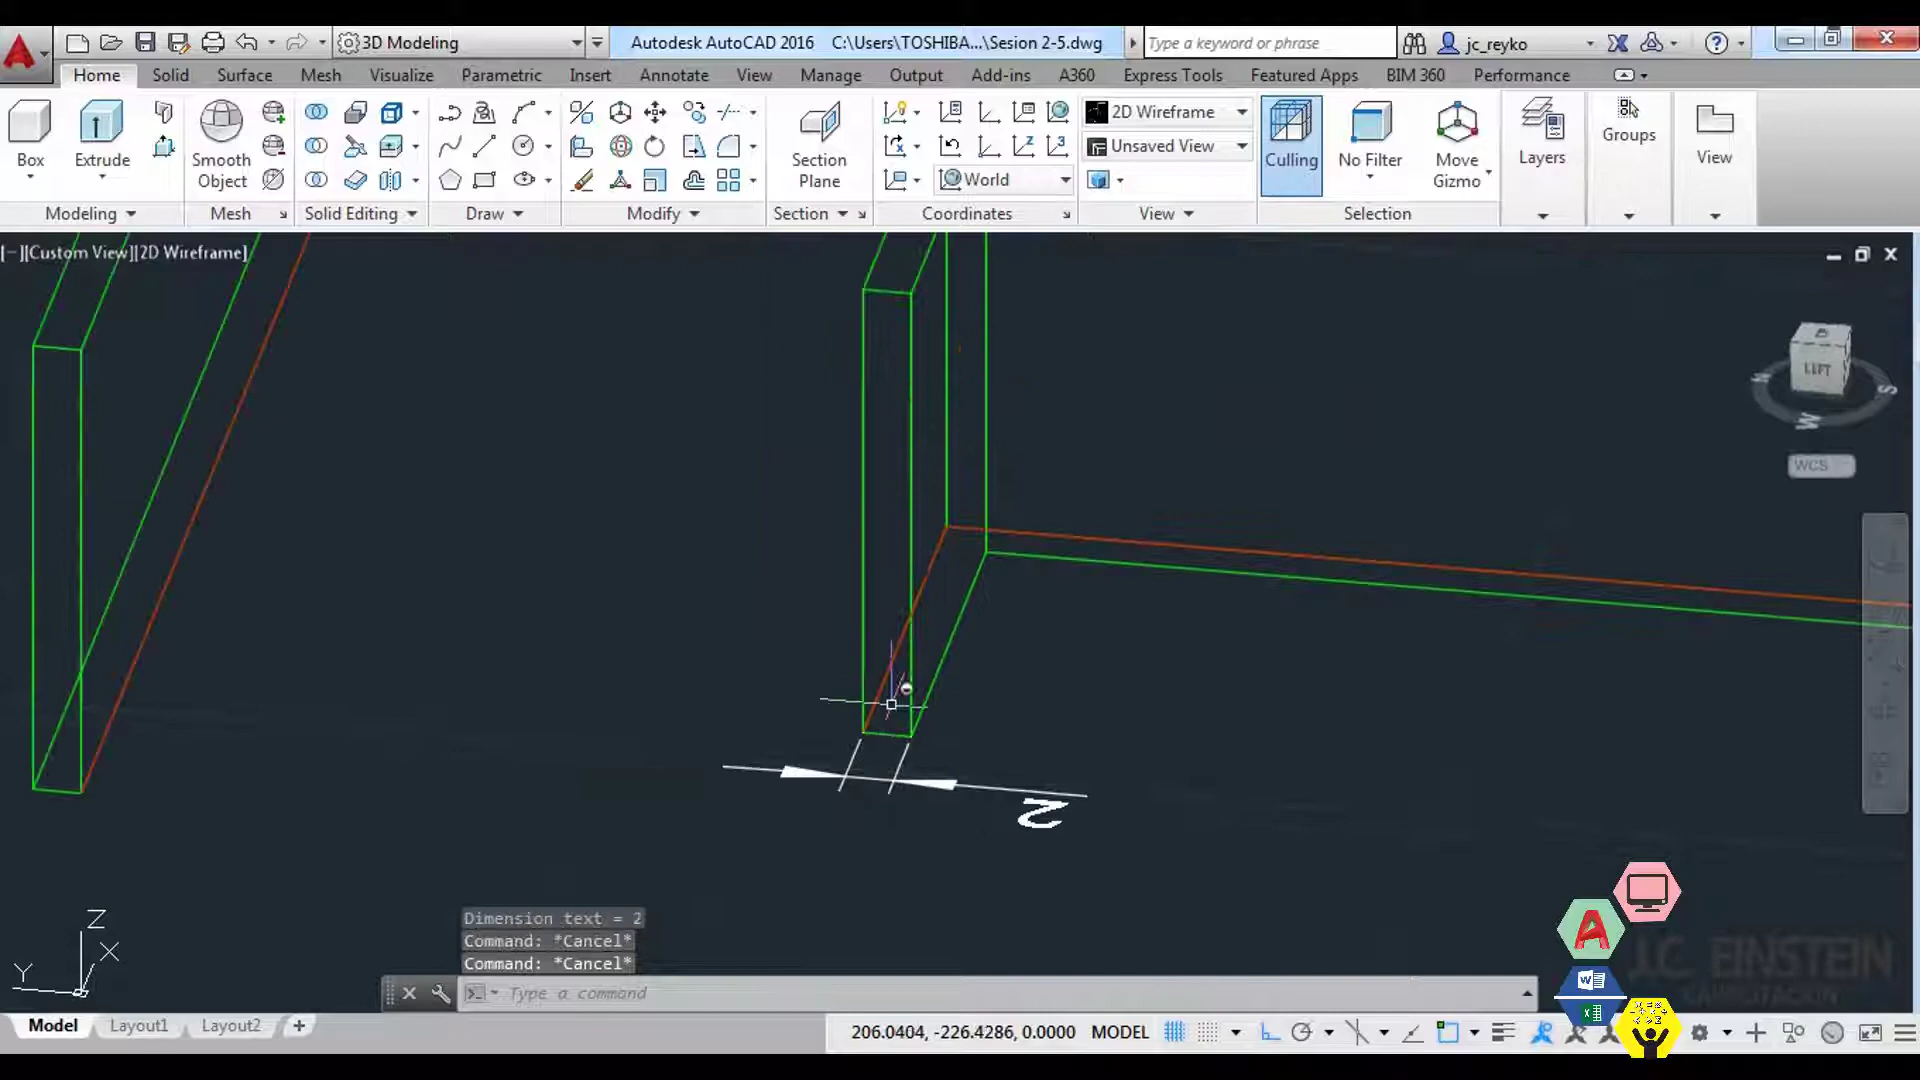 3D Modeling
Autodesk AutoCAD 2016 C:\Users\TOSHIBA...\Sesion 2-5.dwg
Type a keyword or phrase
jc_reyko
Home Solid Surface Mesh Visualize Parametric Insert Annotate View Manage Output Add-ins A360 Express Tools Featured Apps BIM 360 Performance
Box
Extrude
Smooth Object
Section Plane
World
2D Wireframe
Unsaved View
Culling
No Filter
Move Gizmo
Layers
Groups
View
Modeling
Mesh
Solid Editing
Draw
Modify
Section
Coordinates
View
Selection
[−][Custom View][2D Wireframe]
LEFT
N
S
W
WCS
2
Z
X
Y
Dimension text = 2
Command: *Cancel*
Command: *Cancel*
Type a command
A
W
X
J.C. EINSTEIN
CAPACITACION
Model Layout1 Layout2 +
206.0404, -226.4286, 0.0000 MODEL